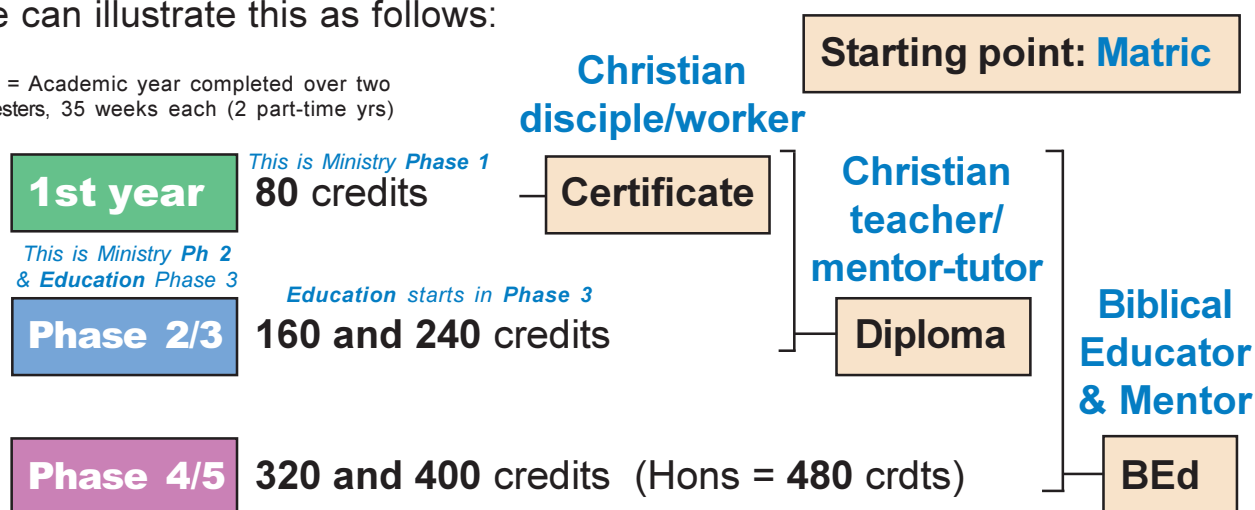 e can illustrate this as follows:
Starting point: Matric
= Academic year completed over two
esters, 35 weeks each (2 part-time yrs)
Christian
disciple/worker
This is Ministry Phase 1
1st year
80 credits
Certificate
Christian
teacher/
mentor-tutor
This is Ministry Ph 2
& Education Phase 3
Education starts in Phase 3
Phase 2/3
160 and 240 credits
Diploma
Biblical
Educator
& Mentor
Phase 4/5
320 and 400 credits (Hons = 480 crdts)
BEd